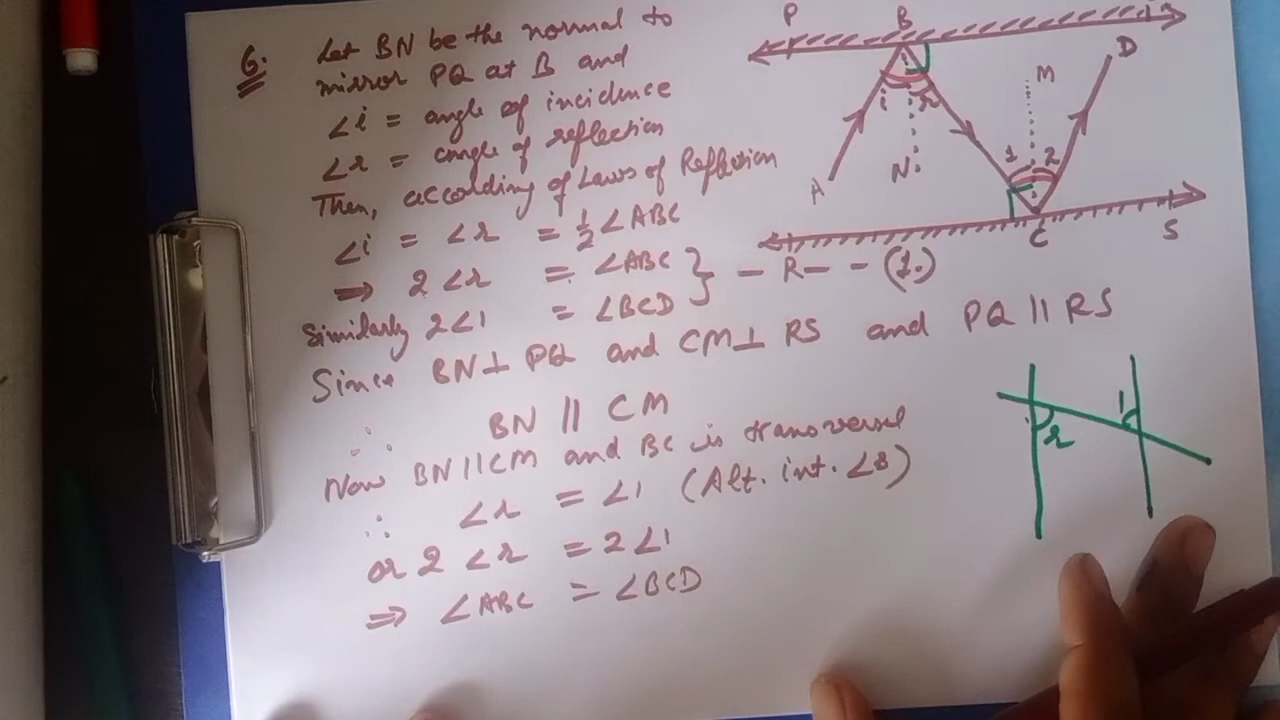 6. Let BN be the normal to
mirror PQ at B and
∠i = angle of incidence
∠r = angle of reflection
Then, according of Laws of Reflection
∠i = ∠r = 1/2 ∠ABC
⇒ 2 ∠r = ∠ABC } - - - (1.)
Similarly 2∠1 = ∠BCD
Since BN ⊥ PQ and CM ⊥ RS and PQ || RS
∴ BN || CM
Now BN || CM and BC is transversel
∴ ∠r = ∠1 (Alt. int. ∠s)
or 2 ∠r = 2∠1
⇒ ∠ABC = ∠BCD
P B
A i r N
1 2 M D
R C S
r 1